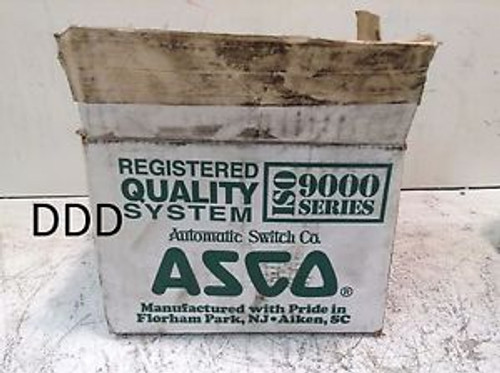 REGISTERED
QUALITY
SYSTEM
ISO
9000
SERIES
DDD
Automatic Switch Co.
ASCO®
Manufactured with Pride in
Florham Park, NJ • Aiken, SC